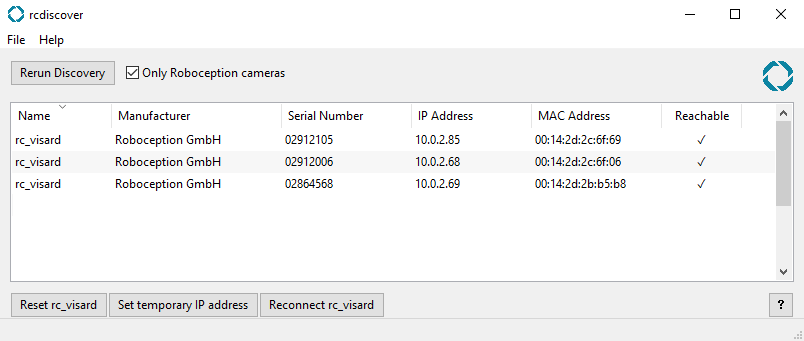 rcdiscover
File Help
Rerun Discovery Only Roboception cameras
Name Manufacturer Serial Number IP Address MAC Address Reachable
rc_visard Roboception GmbH 02912105 10.0.2.85 00:14:2d:2c:6f:69 ✓
rc_visard Roboception GmbH 02912006 10.0.2.68 00:14:2d:2c:6f:06 ✓
rc_visard Roboception GmbH 02864568 10.0.2.69 00:14:2d:2b:b5:b8 ✓
Reset rc_visard Set temporary IP address Reconnect rc_visard ?